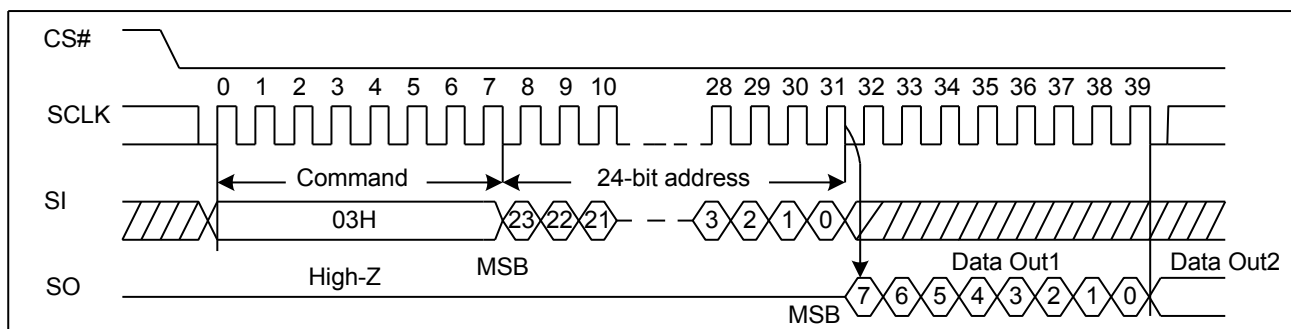 CS#
0 1 2 3 4 5 6 7 8 9 10 28 29 30 31 32 33 34 35 36 37 38 39
SCLK
Command 24-bit address
SI
03H 23 22 21 3 2 1 0
High-Z MSB Data Out1 Data Out2
SO
MSB 7 6 5 4 3 2 1 0